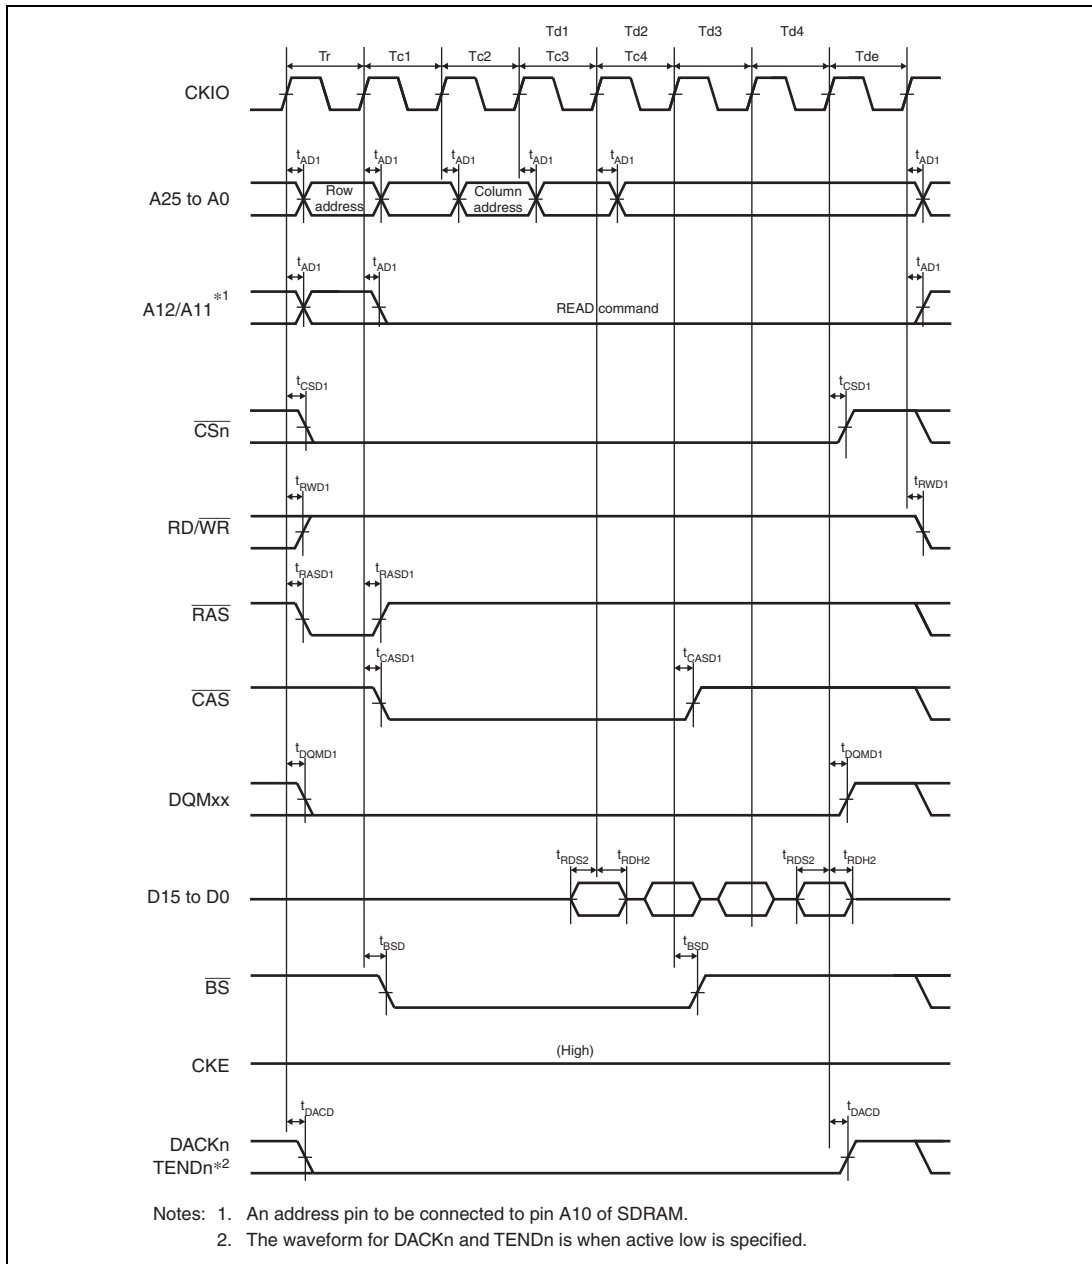 Td1 Td2 Td3 Td4
Tr Tc1 Tc2 Tc3 Tc4 Tde
CKIO
tAD1 tAD1 tAD1 tAD1 tAD1 tAD1
A25 to A0
Row address
Column address
tAD1 tAD1 tAD1
A12/A11*1
READ command
tCSD1 tCSD1
CSn
tRWD1 tRWD1
RD/WR
tRASD1 tRASD1
RAS
tCASD1 tCASD1
CAS
tDQMD1 tDQMD1
DQMxx
tRDS2 tRDH2 tRDS2 tRDH2
D15 to D0
tBSD tBSD
BS
(High)
CKE
tDACD tDACD
DACKn
TENDn*2
Notes: 1. An address pin to be connected to pin A10 of SDRAM.
2. The waveform for DACKn and TENDn is when active low is specified.